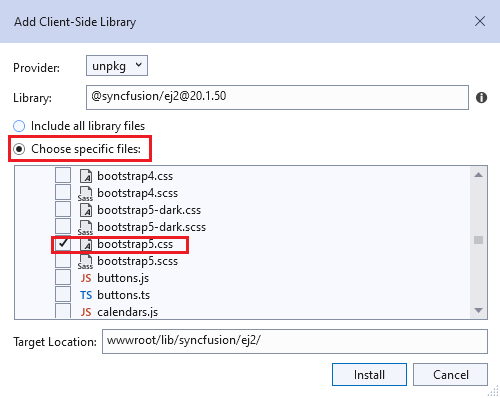 Add Client-Side Library
Provider: unpkg
Library: @syncfusion/ej2@20.1.50
Include all library files
Choose specific files:
bootstrap4.css
Sass bootstrap4.scss
bootstrap5-dark.css
Sass bootstrap5-dark.scss
bootstrap5.css
Sass bootstrap5.scss
JS buttons.js
TS buttons.ts
JS calendars.js
Target Location: wwwroot/lib/syncfusion/ej2/
Install Cancel